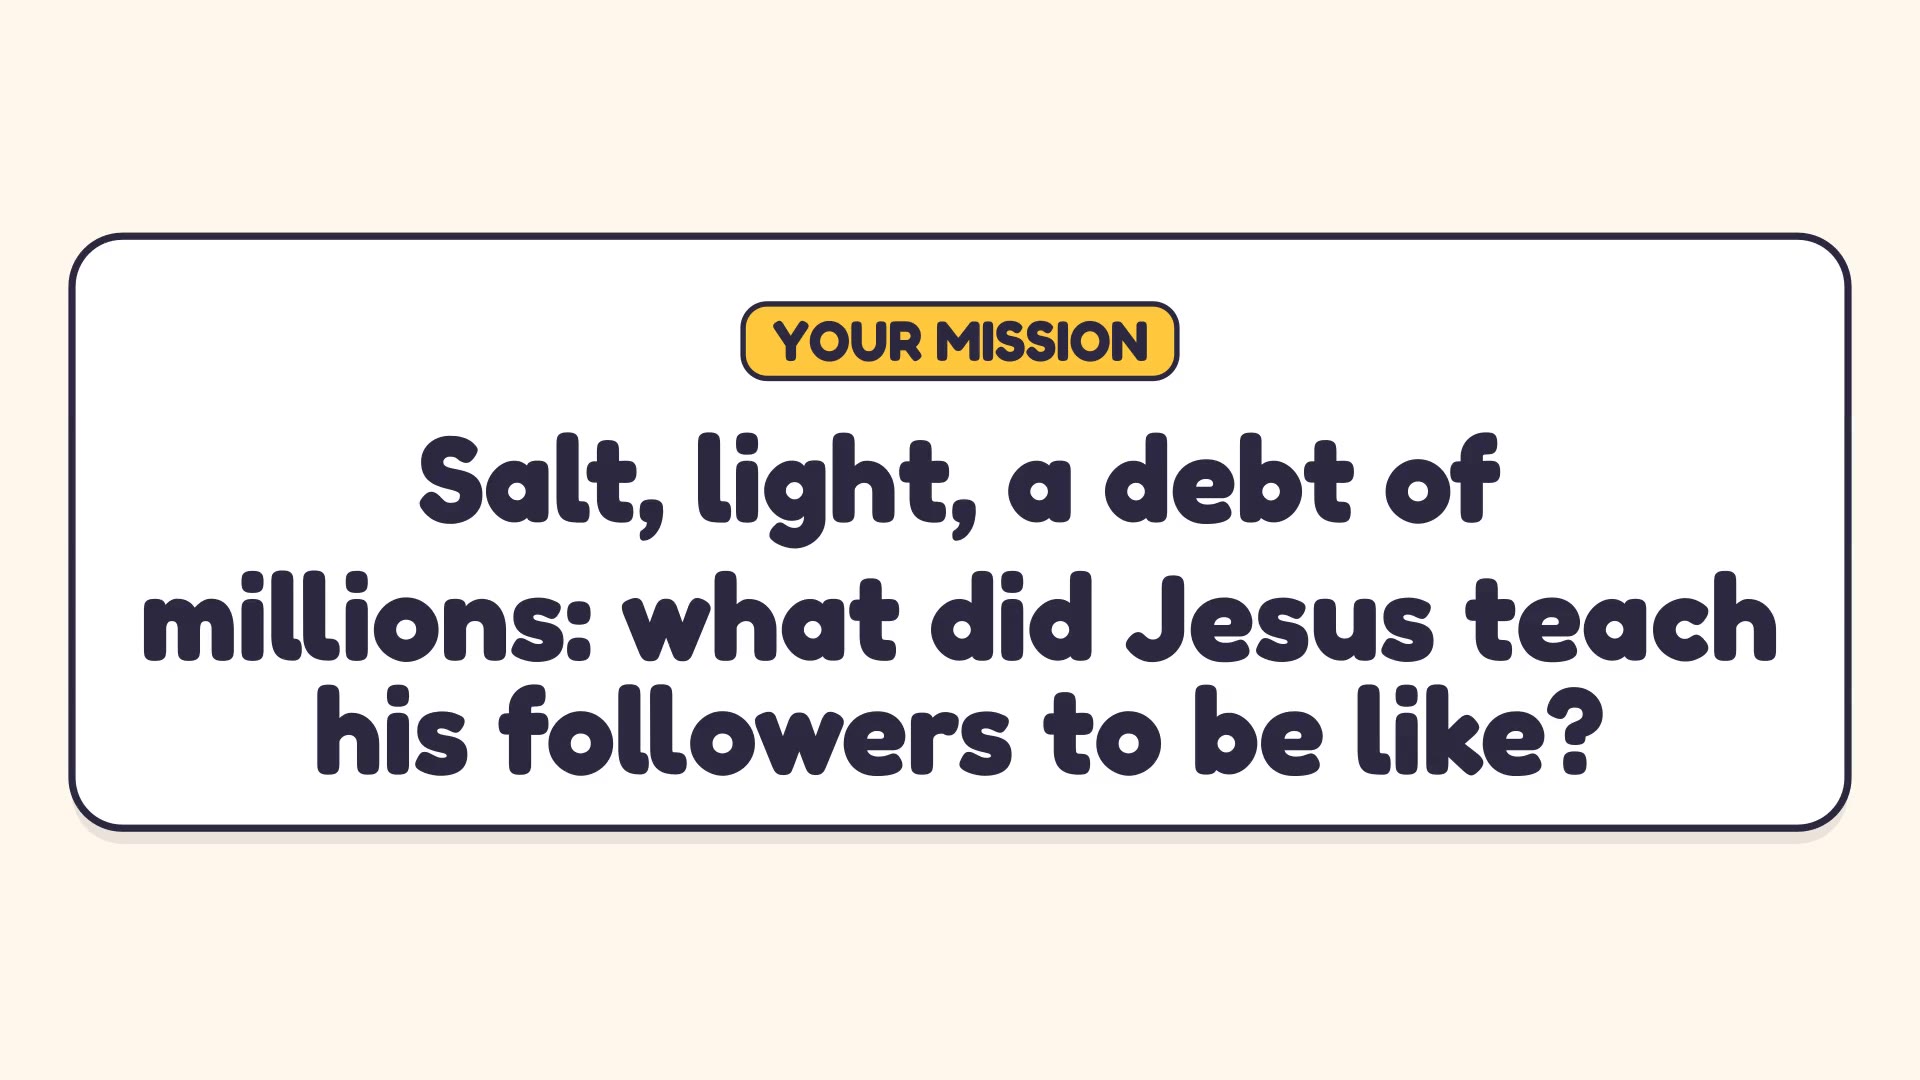 YOUR MISSION
Salt, light, a debt of
millions: what did Jesus teach
his followers to be like?